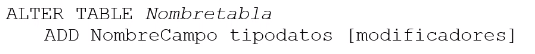 ALTER TABLE Nombretabla
ADD NombreCampo tipodatos [modificadores]